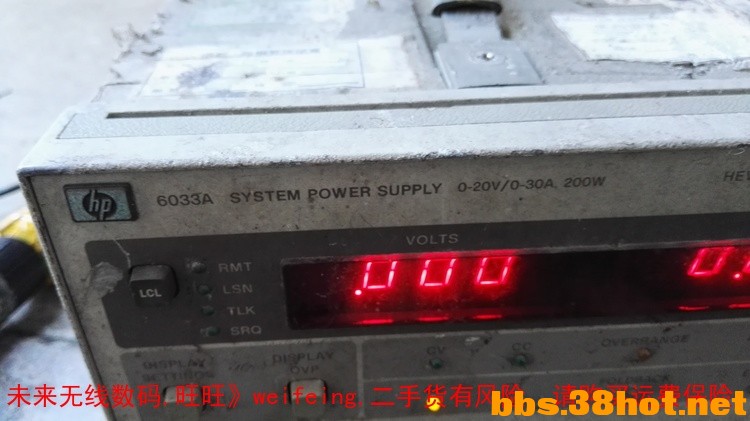 hp 6033A SYSTEM POWER SUPPLY 0-20V/0-30A, 200W
VOLTS
RMT
LCL
LSN
TLK
SRQ
.000
0.
CV
CC
OVERRANGE
DISPLAY
DISPLAY
OVP
未来无线数码,旺旺》weifeing,二手货有风险
bbs.38hot.net